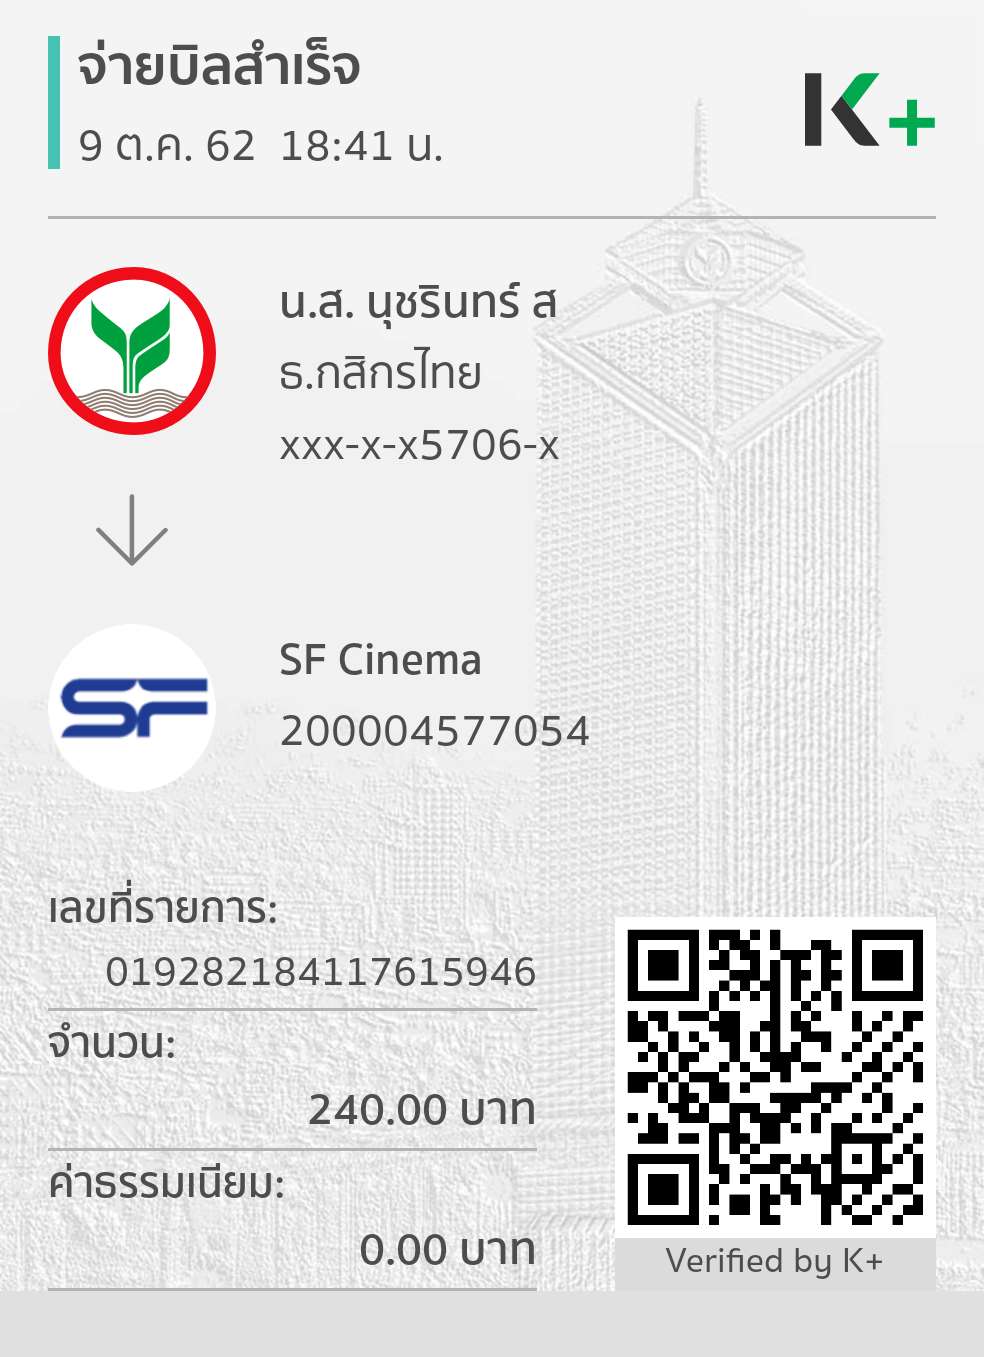 จ่ายบิลสำเร็จ
9 ต.ค. 62 18:41 น.
K+
น.ส. นุชรินทร์ ส
ธ.กสิกรไทย
xxx-x-x5706-x
SF
SF Cinema
200004577054
เลขที่รายการ:
019282184117615946
จำนวน:
240.00 บาท
ค่าธรรมเนียม:
0.00 บาท
Verified by K+